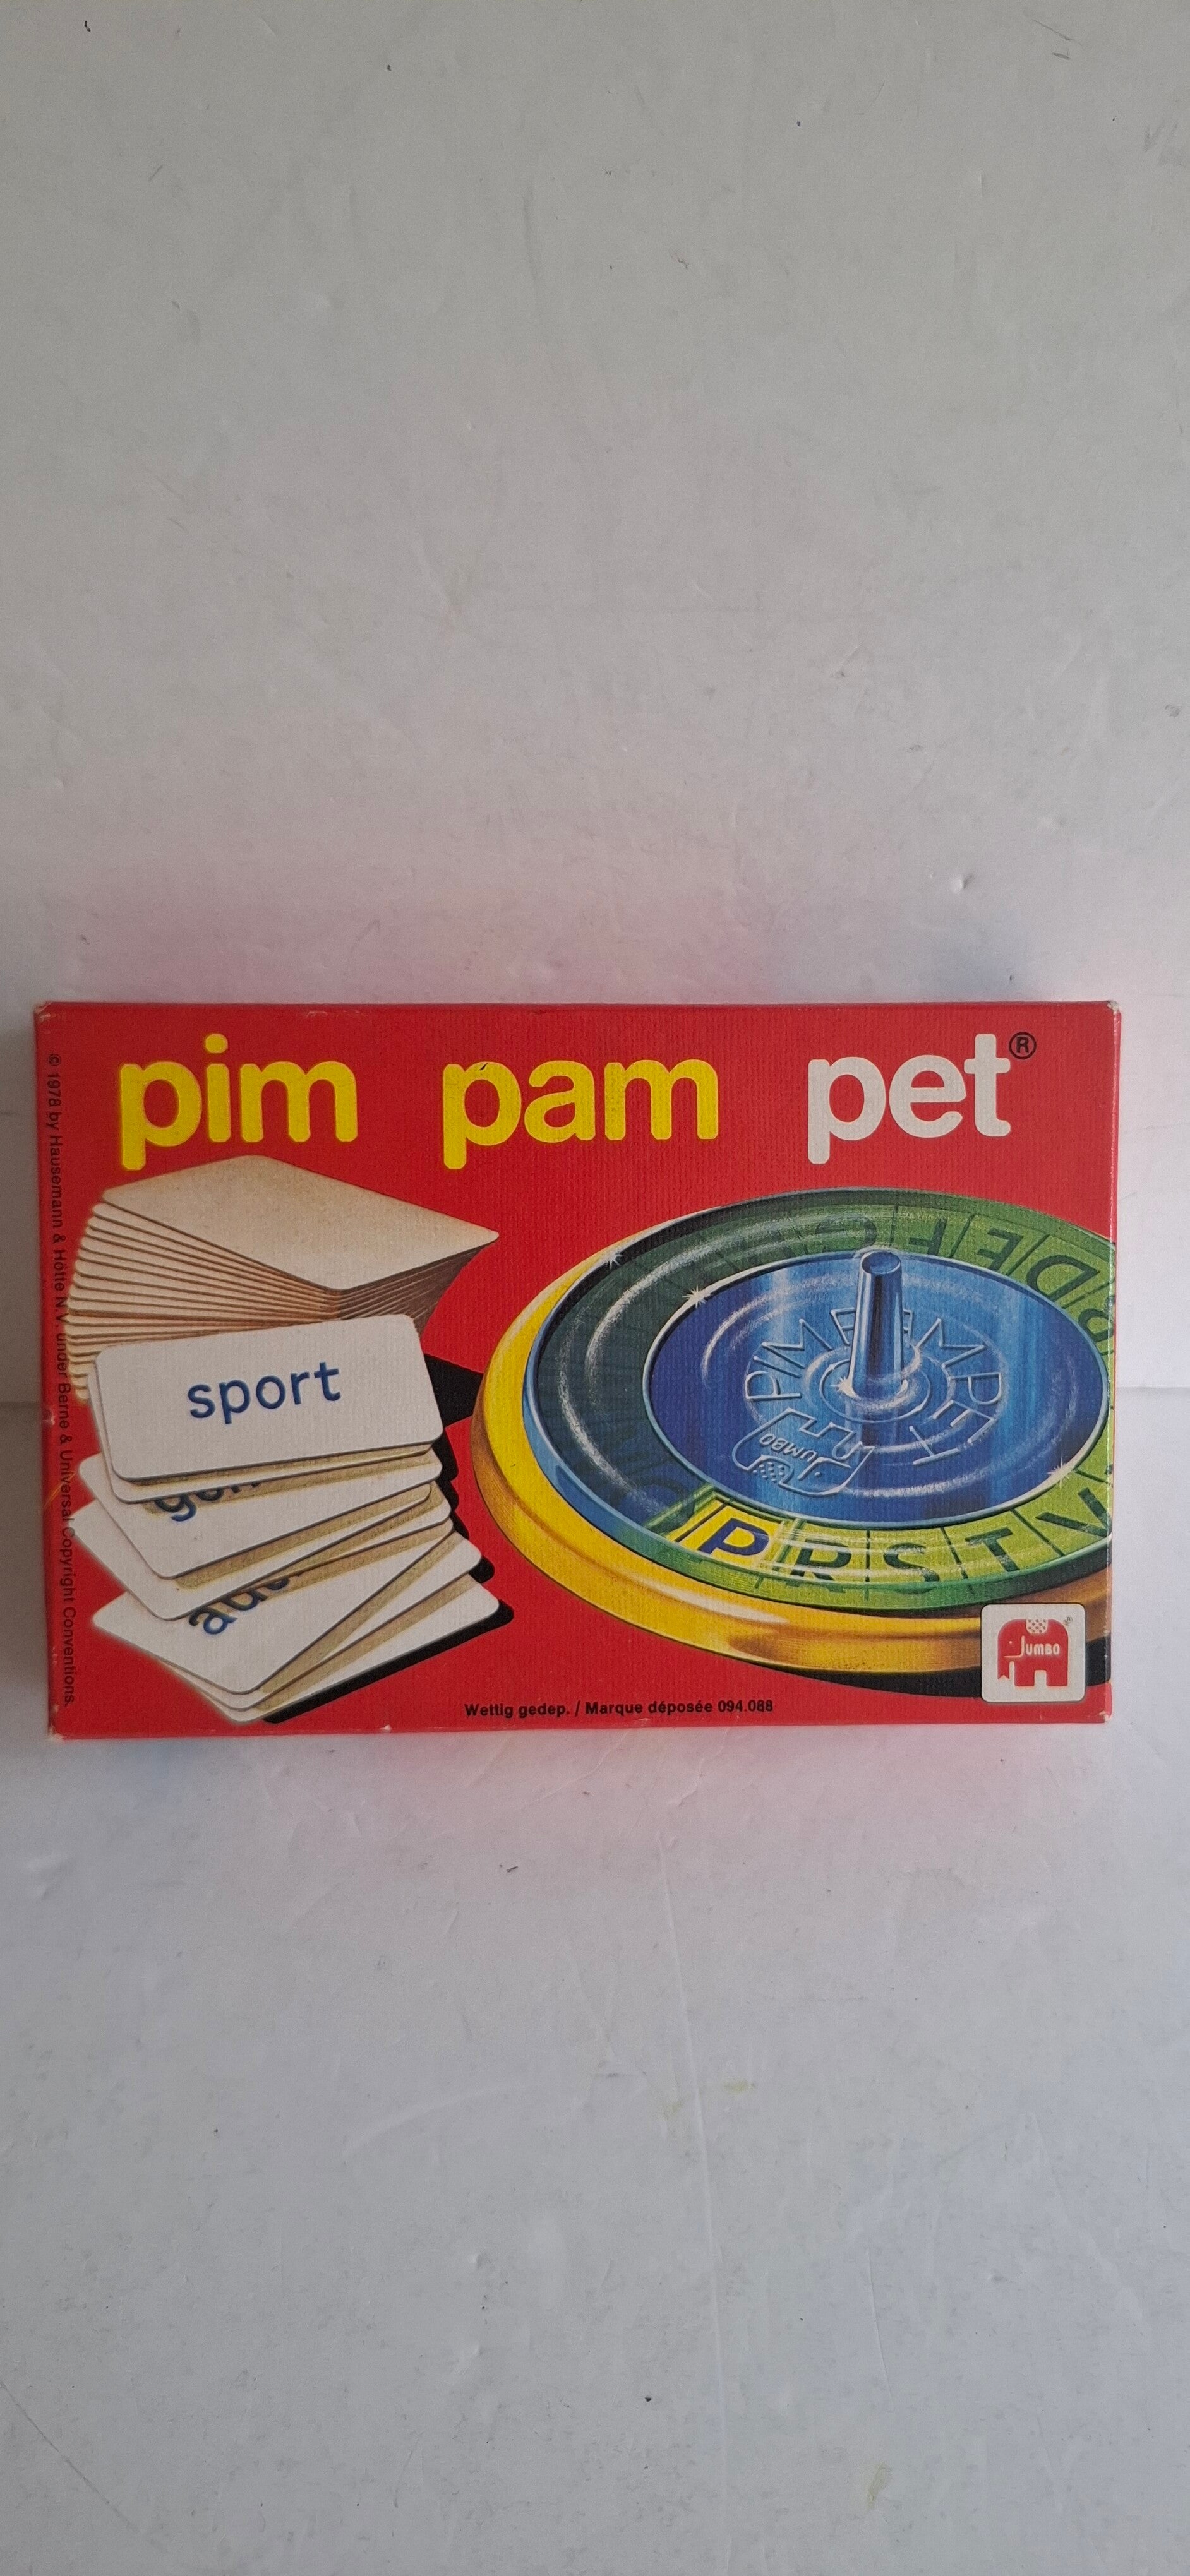 pim pam pet®
© 1978 by Hausemann & Hötte N.V. under Berne & Universal Copyright Conventions.
sport
C F E D
PIM PAM PET
JUMBO
P R S T V
Jumbo
Wettig gedep. / Marque déposée 094.088